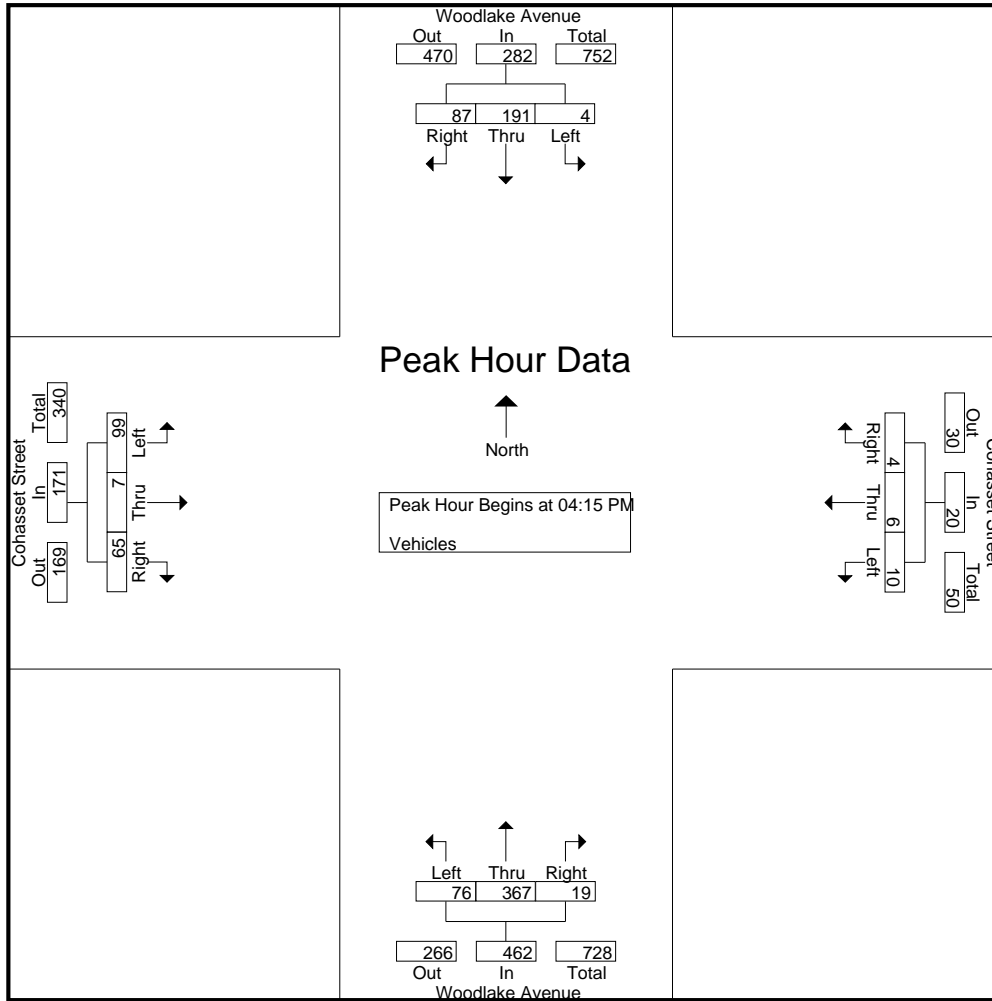 Woodlake Avenue
Out In Total
470 282 752
87 191 4
Right Thru Left
Peak Hour Data
North
Peak Hour Begins at 04:15 PM
Vehicles
Cohasset Street
Total In Out
340 171 169
99 7 65
Left Thru Right
Right Thru Left
4 6 10
Out In Total
30 20 50
Cohasset Street
Left Thru Right
76 367 19
266 462 728
Out In Total
Woodlake Avenue